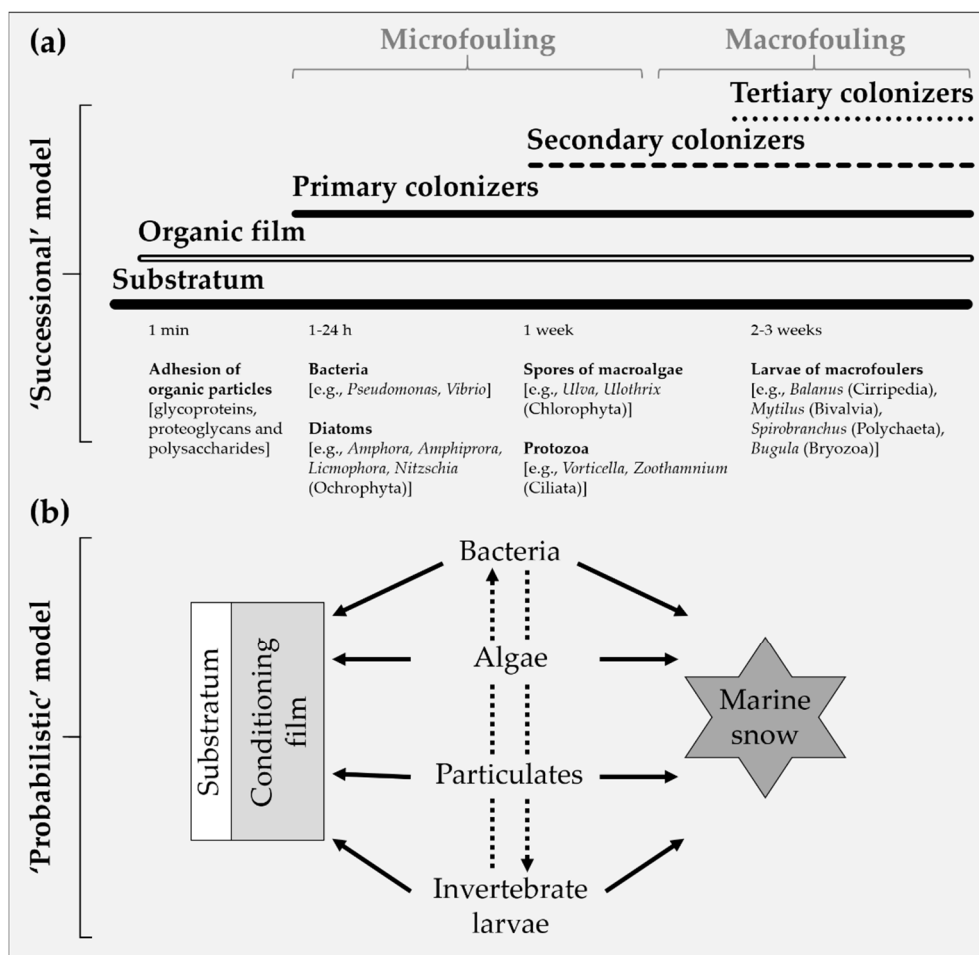 (a)
Microfouling
Macrofouling
'Successional' model
Tertiary colonizers
Secondary colonizers
Primary colonizers
Organic film
Substratum
1 min
Adhesion of
organic particles
[glycoproteins,
proteoglycans and
polysaccharides]
1-24 h
Bacteria
[e.g., Pseudomonas, Vibrio]
Diatoms
[e.g., Amphora, Amphiprora,
Licmophora, Nitzschia
(Ochrophyta)]
1 week
Spores of macroalgae
[e.g., Ulva, Ulothrix
(Chlorophyta)]
Protozoa
[e.g., Vorticella, Zoothamnium
(Ciliata)]
2-3 weeks
Larvae of macrofoulers
[e.g., Balanus (Cirripedia),
Mytilus (Bivalvia),
Spirobranchus (Polychaeta),
Bugula (Bryozoa)]
(b)
'Probabilistic' model
Substratum
Conditioning
film
Bacteria
Algae
Particulates
Invertebrate
larvae
Marine
snow